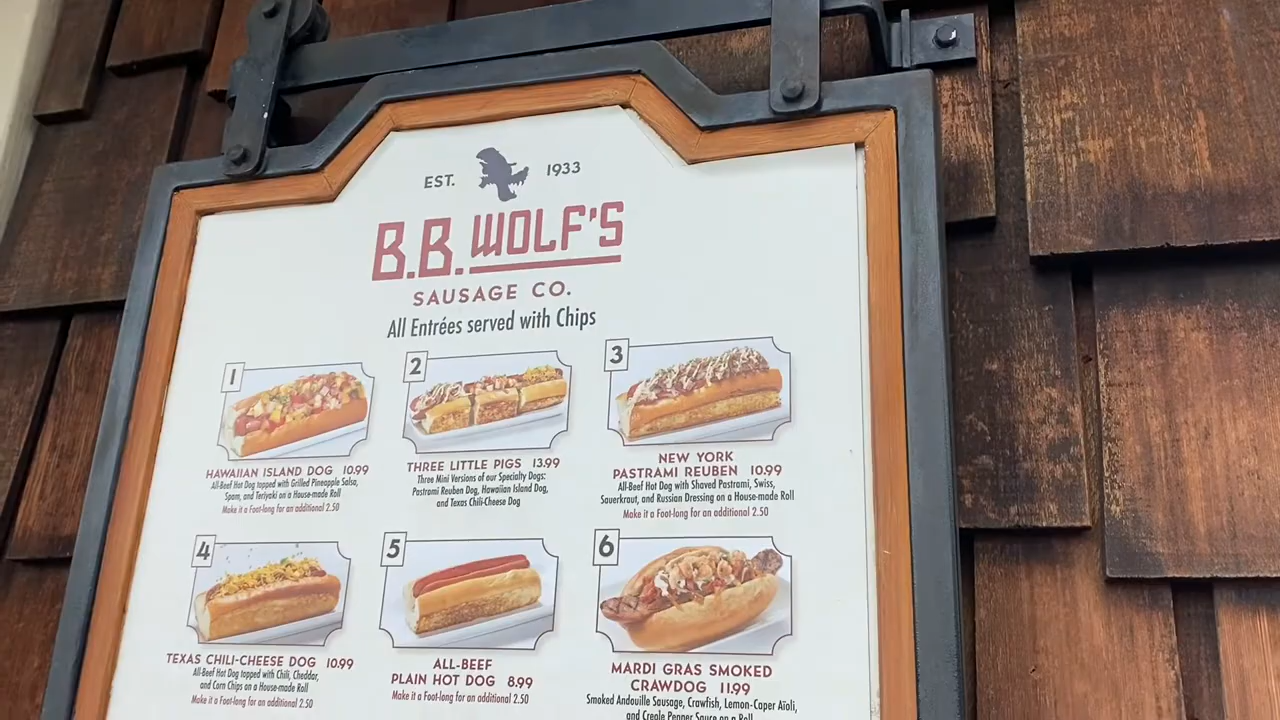 EST. 1933
B.B. WOLF'S
SAUSAGE CO.
All Entrées served with Chips
1
HAWAIIAN ISLAND DOG 10.99
All-Beef Hot Dog topped with Grilled Pineapple Salsa,
Spam, and Teriyaki on a House-made Roll
Make it a Foot-long for an additional 2.50
2
THREE LITTLE PIGS 13.99
Three Mini Versions of our Specialty Dogs:
Pastrami Reuben Dog, Hawaiian Island Dog,
and Texas Chili-Cheese Dog
3
NEW YORK
PASTRAMI REUBEN 10.99
All-Beef Hot Dog with Shaved Pastrami, Swiss,
Sauerkraut, and Russian Dressing on a House-made Roll
Make it a Foot-long for an additional 2.50
4
TEXAS CHILI-CHEESE DOG 10.99
All-Beef Hot Dog topped with Chili, Cheddar,
and Corn Chips on a House-made Roll
Make it a Foot-long for an additional 2.50
5
ALL-BEEF
PLAIN HOT DOG 8.99
Make it a Foot-long for an additional 2.50
6
MARDI GRAS SMOKED
CRAWDOG 11.99
Smoked Andouille Sausage, Crawfish, Lemon-Caper Aïoli,
and Creole Pepper Sauce on a Roll